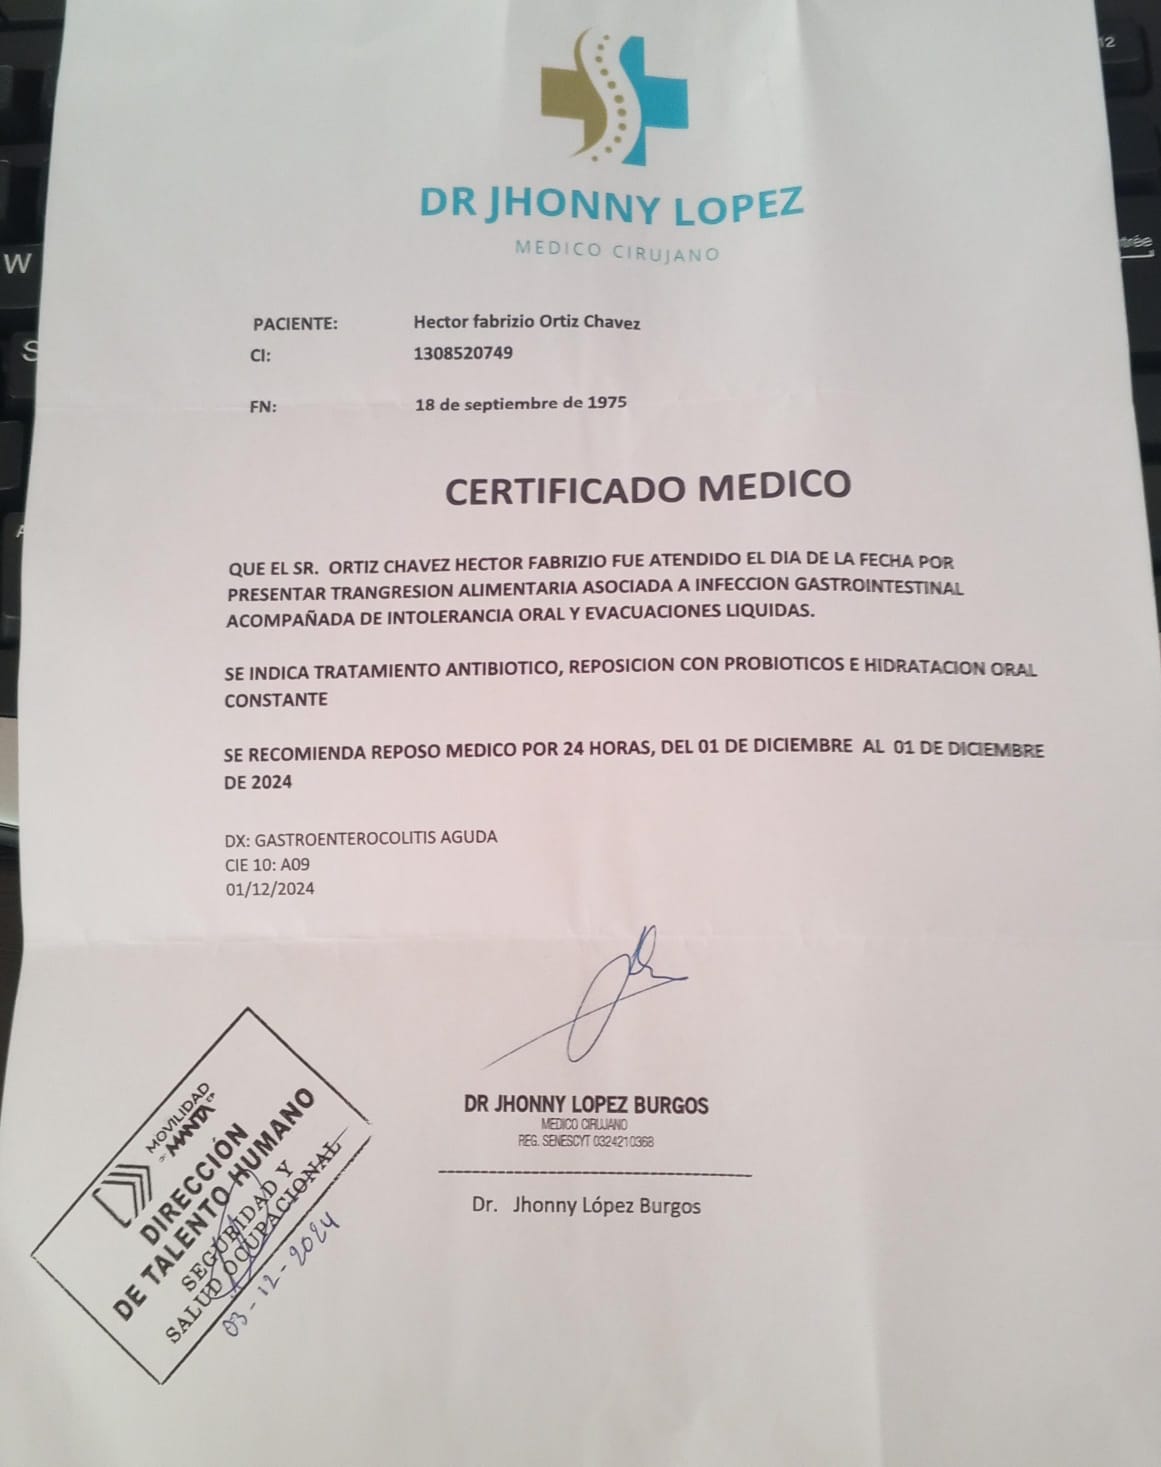 DR JHONNY LOPEZ
MEDICO CIRUJANO
PACIENTE: Hector fabrizio Ortiz Chavez
CI: 1308520749
FN: 18 de septiembre de 1975
CERTIFICADO MEDICO
QUE EL SR. ORTIZ CHAVEZ HECTOR FABRIZIO FUE ATENDIDO EL DIA DE LA FECHA POR
PRESENTAR TRANGRESION ALIMENTARIA ASOCIADA A INFECCION GASTROINTESTINAL
ACOMPAÑADA DE INTOLERANCIA ORAL Y EVACUACIONES LIQUIDAS.
SE INDICA TRATAMIENTO ANTIBIOTICO, REPOSICION CON PROBIOTICOS E HIDRATACION ORAL
CONSTANTE
SE RECOMIENDA REPOSO MEDICO POR 24 HORAS, DEL 01 DE DICIEMBRE AL 01 DE DICIEMBRE
DE 2024
DX: GASTROENTEROCOLITIS AGUDA
CIE 10: A09
01/12/2024
DR JHONNY LOPEZ BURGOS
MEDICO CIRUJANO
REG. SENESCYT 0324210368
Dr. Jhonny López Burgos
MOVILIDAD
DE MANTA EP
DIRECCIÓN
DE TALENTO HUMANO
SEGURIDAD Y
SALUD OCUPACIONAL
03-12-2024
12
W
S
A
trée